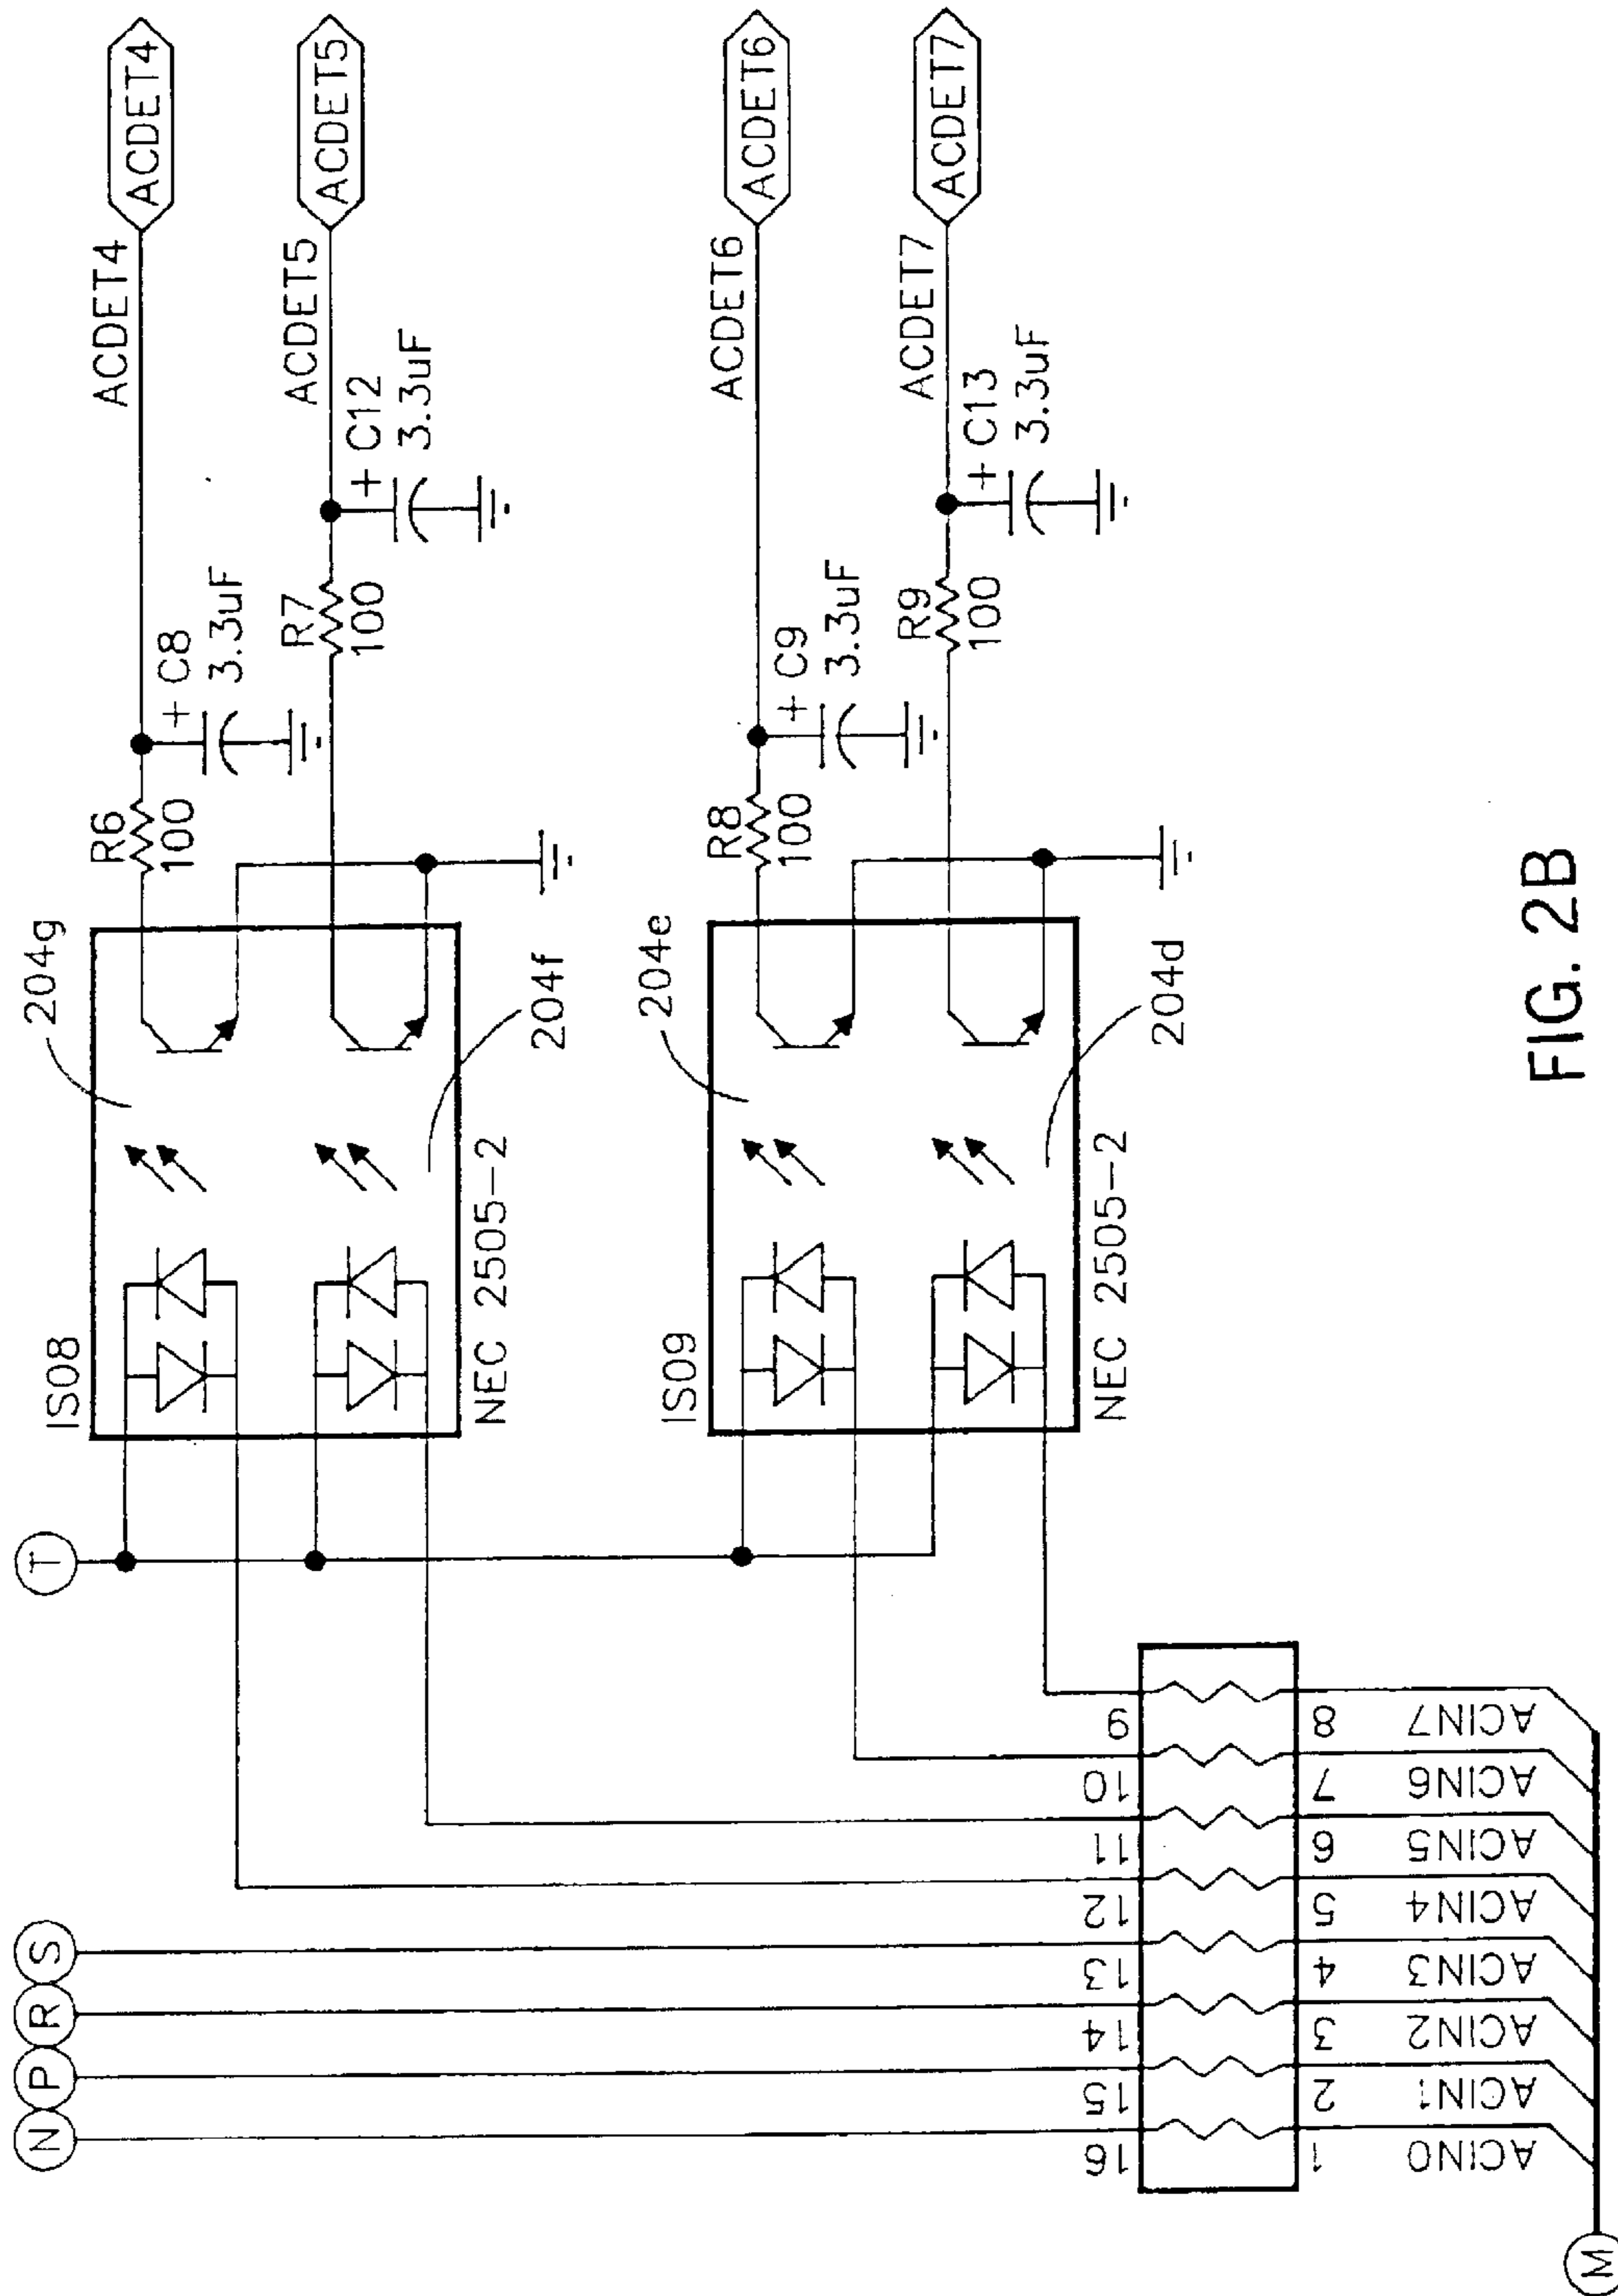 N P R S T
IS08
204g
R6
100
+ C8
3.3uF
ACDET4
ACDET4
R7
100
+ C12
3.3uF
ACDET5
ACDET5
204f
NEC 2505-2
IS09
204e
R8
100
+ C9
3.3uF
ACDET6
ACDET6
R9
100
+ C13
3.3uF
ACDET7
ACDET7
204d
NEC 2505-2
16 15 14 13 12 11 10 9
1 2 3 4 5 6 7 8
ACIN0 ACIN1 ACIN2 ACIN3 ACIN4 ACIN5 ACIN6 ACIN7
M
FIG. 2B